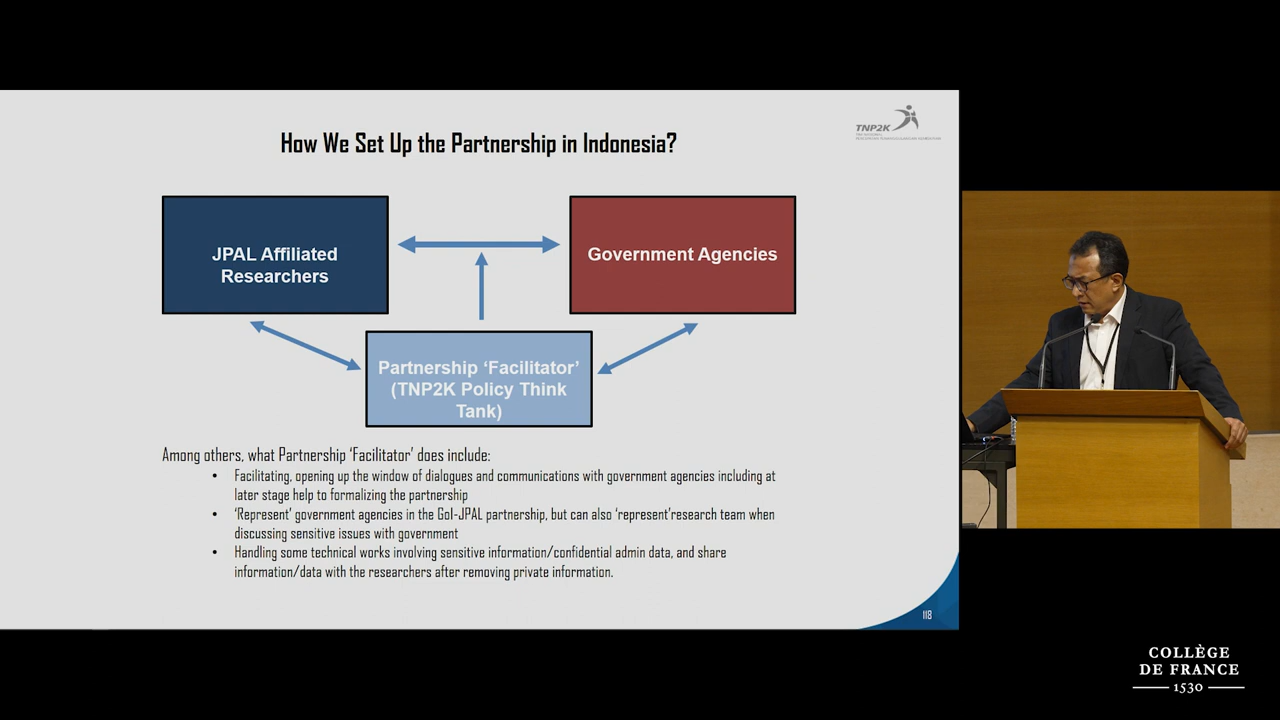 How We Set Up the Partnership in Indonesia?
TNP2K
JPAL Affiliated
Researchers
Government Agencies
Partnership ‘Facilitator’
(TNP2K Policy Think
Tank)
Among others, what Partnership ‘Facilitator’ does include:
• Facilitating, opening up the window of dialogues and communications with government agencies including at
later stage help to formalizing the partnership
• ‘Represent’ government agencies in the GoI-JPAL partnership, but can also ‘represent’research team when
discussing sensitive issues with government
• Handling some technical works involving sensitive information/confidential admin data, and share
information/data with the researchers after removing private information.
118
COLLÈGE
DE FRANCE
1530